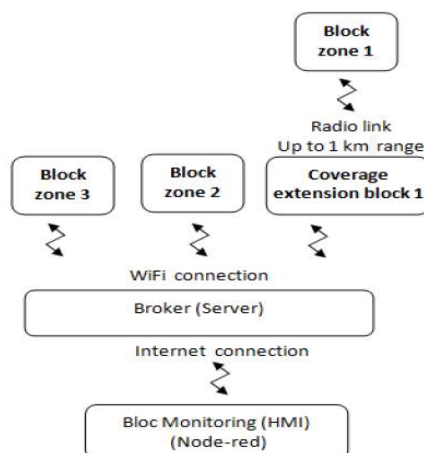 Block
zone 1
Radio link
Up to 1 km range
Block
zone 3
Block
zone 2
Coverage
extension block 1
WiFi connection
Broker (Server)
Internet connection
Bloc Monitoring (HMI)
(Node-red)